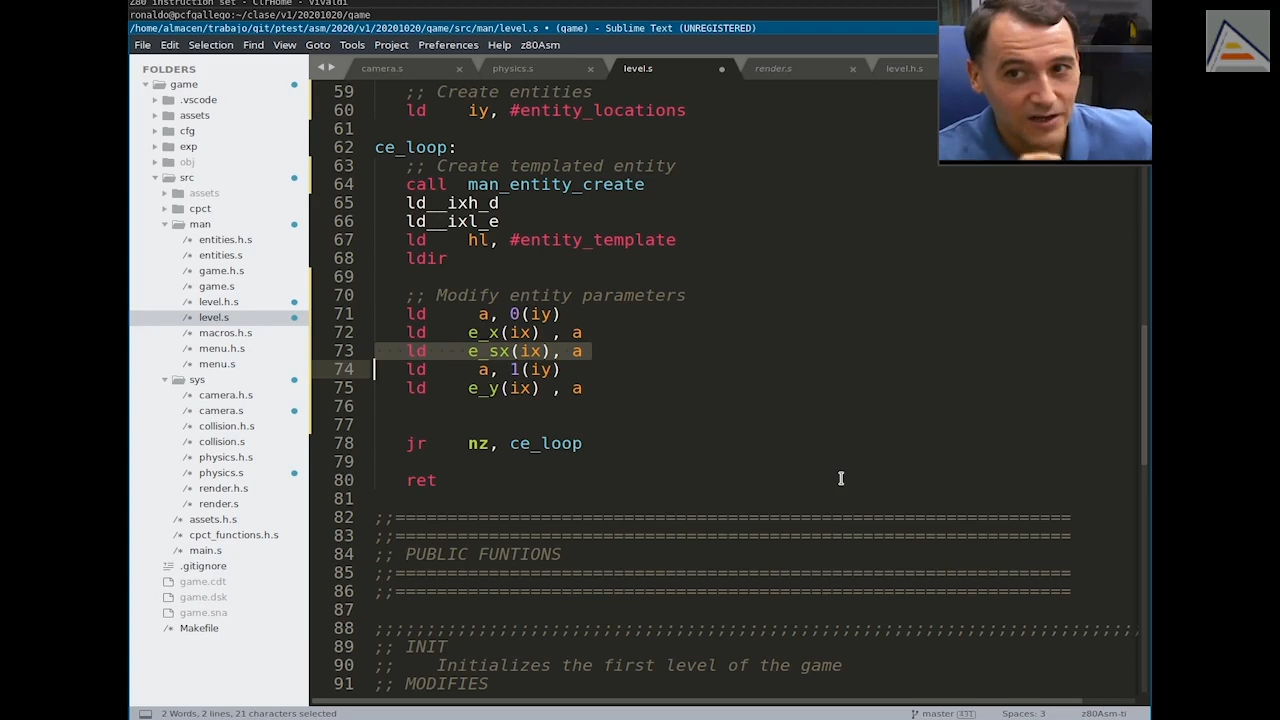 Z80 instruction set - ClrHome - Vivaldi
ronaldo@pcfgallego:~/clase/v1/20201020/game
/home/almacen/trabajo/git/ptest/asm/2020/v1/20201020/game/src/man/level.s • (game) - Sublime Text (UNREGISTERED)
File Edit Selection Find View Goto Tools Project Preferences Help z80Asm
FOLDERS
game
.vscode
assets
cfg
exp
obj
src
assets
cpct
man
entities.h.s
entities.s
game.h.s
game.s
level.h.s
level.s
macros.h.s
menu.h.s
menu.s
sys
camera.h.s
camera.s
collision.h.s
collision.s
physics.h.s
physics.s
render.h.s
render.s
assets.h.s
cpct_functions.h.s
main.s
.gitignore
game.cdt
game.dsk
game.sna
Makefile
camera.s physics.s level.s render.s level.h.s
59 ;; Create entities
60 ld iy, #entity_locations
61
62 ce_loop:
63 ;; Create templated entity
64 call man_entity_create
65 ld__ixh_d
66 ld__ixl_e
67 ld hl, #entity_template
68 ldir
69
70 ;; Modify entity parameters
71 ld a, 0(iy)
72 ld e_x(ix) , a
73 ld e_sx(ix), a
74 ld a, 1(iy)
75 ld e_y(ix) , a
76
77
78 jr nz, ce_loop
79
80 ret
81
82 ;;=================================================================
83 ;;=================================================================
84 ;; PUBLIC FUNTIONS
85 ;;=================================================================
86 ;;=================================================================
87
88 ;;;;;;;;;;;;;;;;;;;;;;;;;;;;;;;;;;;;;;;;;;;;;;;;;;;;;;;;;;;;;;;;;;;;;;;;;
89 ;; INIT
90 ;; Initializes the first level of the game
91 ;; MODIFIES
2 Words, 2 lines, 21 characters selected master 431 Spaces: 3 z80Asm-ti